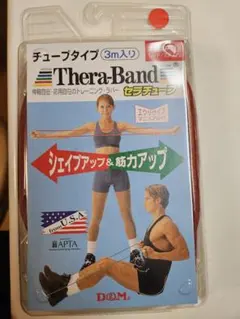 チューブタイプ 3m入り
Thera-Band
セラチューブ
シェイプアップ&筋力アップ
from U.S.A
APTA
D&M